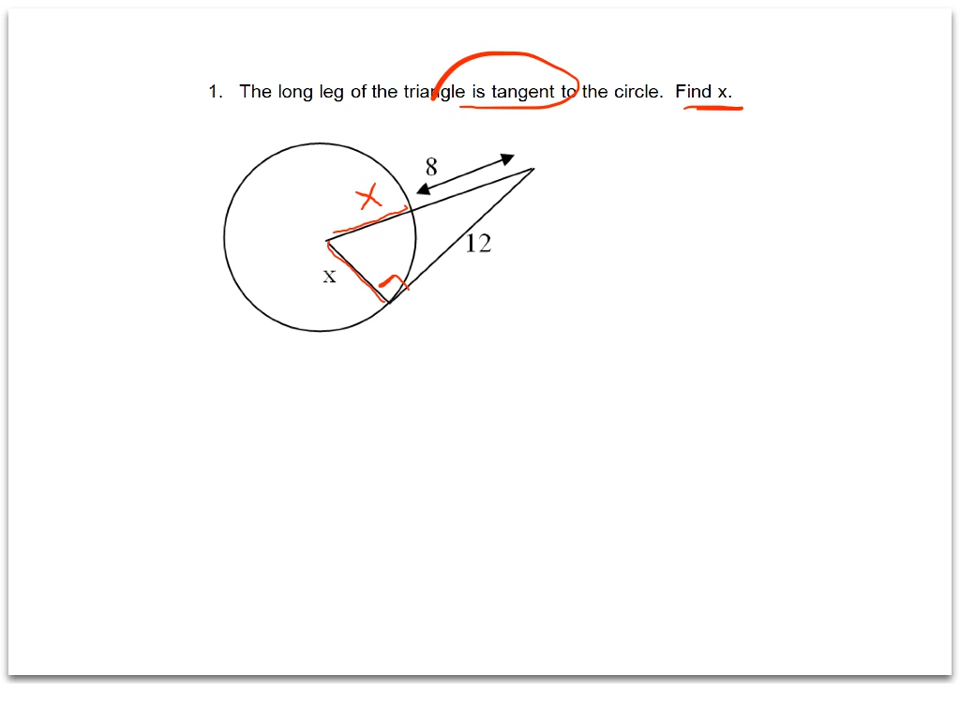 1. The long leg of the triangle is tangent to the circle. Find x.
8
X
12
x